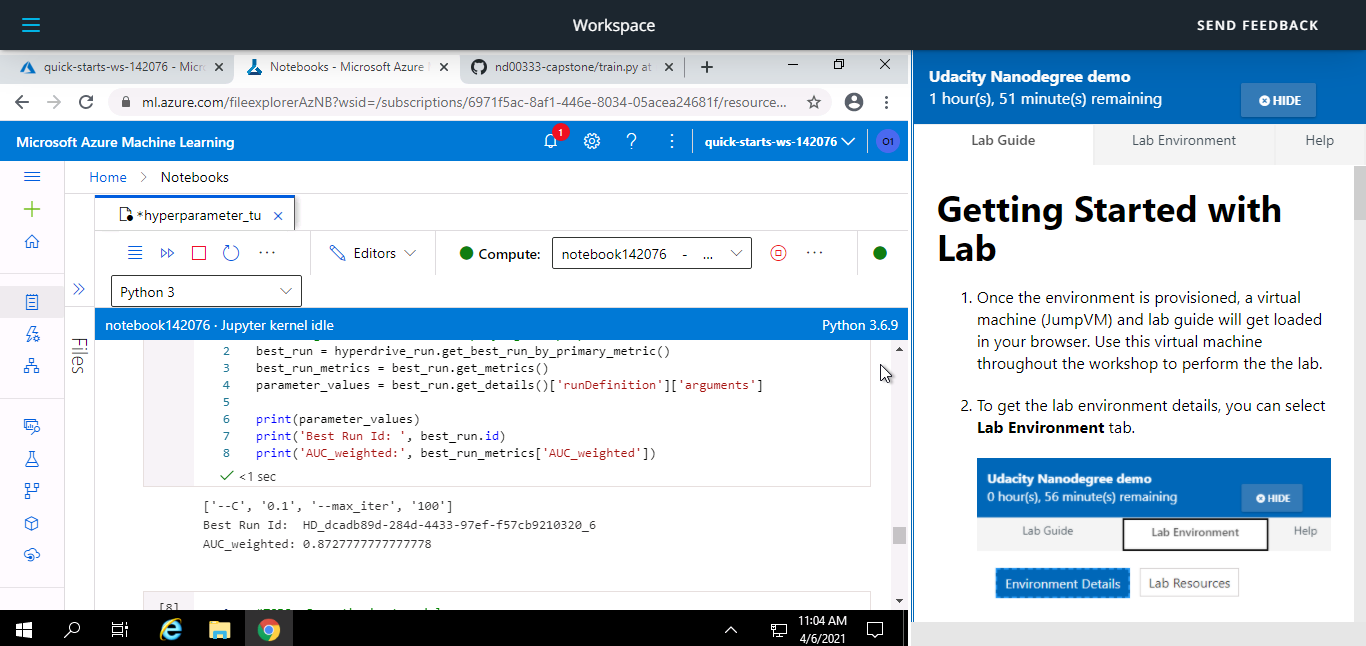 Workspace
SEND FEEDBACK
quick-starts-ws-142076 - Micr
Notebooks - Microsoft Azure
nd00333-capstone/train.py at
ml.azure.com/fileexplorerAzNB?wsid=/subscriptions/6971f5ac-8af1-446e-8034-05acea24681f/resource...
Microsoft Azure Machine Learning
1
quick-starts-ws-142076
O1
Home > Notebooks
*hyperparameter_tu
Editors
Compute:
notebook142076 - ...
Python 3
Files
notebook142076 · Jupyter kernel idle
Python 3.6.9
2 best_run = hyperdrive_run.get_best_run_by_primary_metric()
3 best_run_metrics = best_run.get_metrics()
4 parameter_values = best_run.get_details()['runDefinition']['arguments']
5
6 print(parameter_values)
7 print('Best Run Id: ', best_run.id)
8 print('AUC_weighted:', best_run_metrics['AUC_weighted'])
<1 sec
['--C', '0.1', '--max_iter', '100']
Best Run Id:  HD_dcadb89d-284d-4433-97ef-f57cb9210320_6
AUC_weighted: 0.8727777777777778
[8]
11:04 AM
4/6/2021
Udacity Nanodegree demo
1 hour(s), 51 minute(s) remaining
HIDE
Lab Guide
Lab Environment
Help
Getting Started with
Lab
1. Once the environment is provisioned, a virtual
machine (JumpVM) and lab guide will get loaded
in your browser. Use this virtual machine
throughout the workshop to perform the the lab.
2. To get the lab environment details, you can select
Lab Environment tab.
Udacity Nanodegree demo
0 hour(s), 56 minute(s) remaining
HIDE
Lab Guide
Lab Environment
Help
Environment Details
Lab Resources